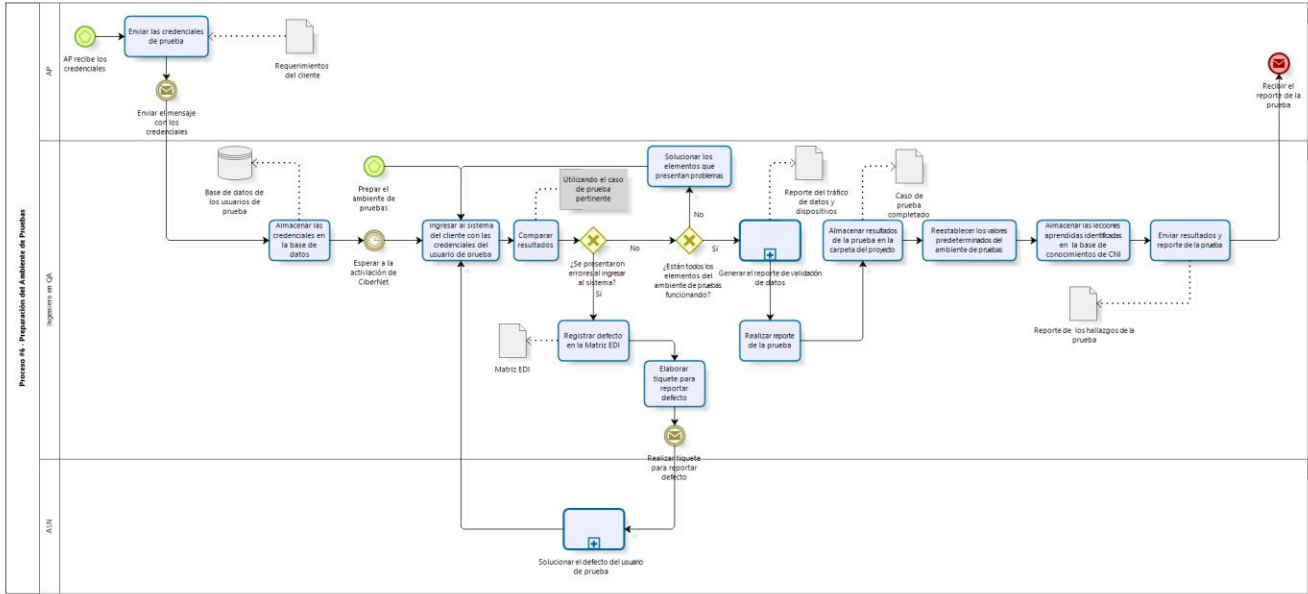 Proceso #6 - Preparación del Ambiente de Pruebas
AP
Enviar las credenciales
de prueba
AP recibe los
credenciales
Requerimientos
del cliente
Enviar el mensaje
con los
credenciales
Recibir el
reporte de la
prueba
Ingeniero en QA
Base de datos de
los usuarios de
prueba
Almacenar las
credenciales en
la base de
datos
Esperar a la
activiación de
CiberNet
Prepar el
ambiente de
pruebas
Ingresar al sistema
del cliente con las
credenciales del
usuario de prueba
Comparar
resultados
Utilizando el caso
de prueba
pertinente
¿Se presentaron
errores al ingresar
al sistema?
No
Sí
Solucionar los
elementos que
presentan problemas
No
Sí
¿Están todos los
elementos del
ambiente de pruebas
funcionando?
Generar el reporte de validación
de datos
Reporte del tráfico
de datos y
dispositivos
Realizar reporte
de la prueba
Caso de
prueba
completado
Almacenar resultados
de la prueba en la
carpeta del proyecto
Reestablecer los valores
predeterminados del
ambiente de pruebas
Almacenar las lecciones
aprendidas identificadas
en la base de
conocimientos de CNI
Enviar resultados y
reporte de la prueba
Reporte de los hallazgos de la
prueba
Registrar defecto
en la Matriz EDI
Matriz EDI
Elaborar
tiquete para
reportar
defecto
Realizar tiquete
para reportar
defecto
ASN
Solucionar el defecto del usuario
de prueba